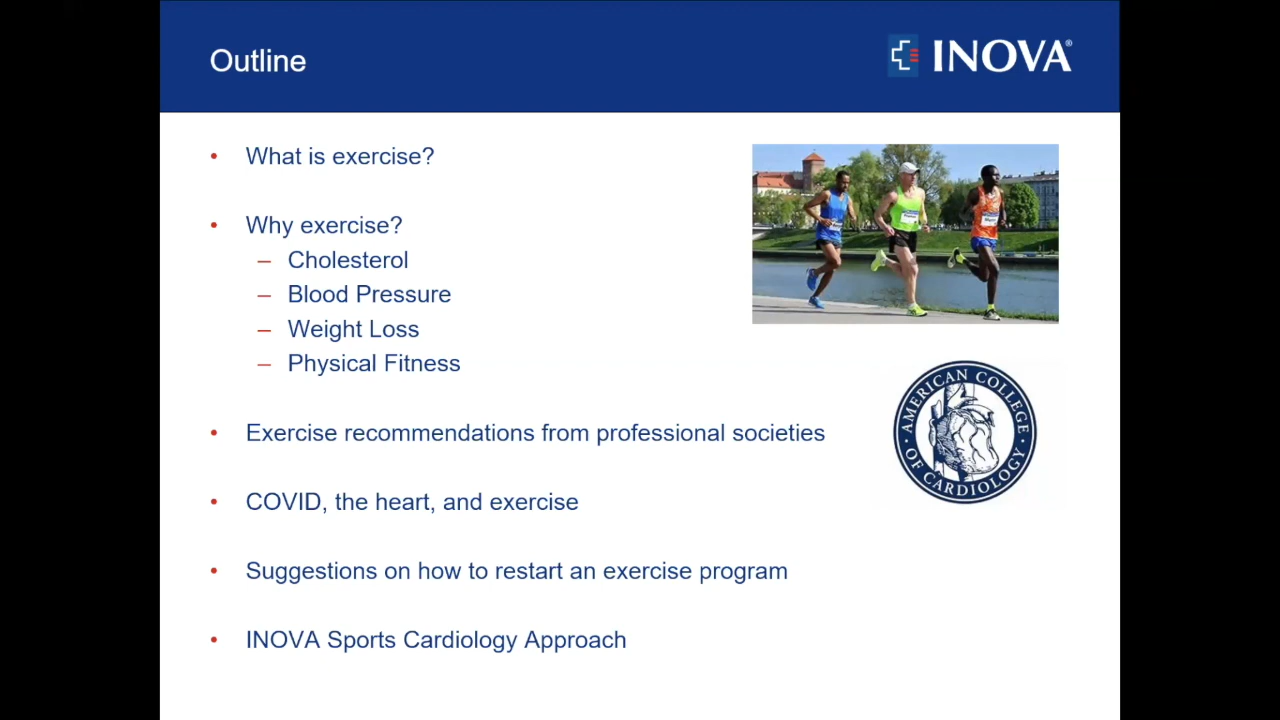 Outline
INOVA®
• What is exercise?
• Why exercise?
– Cholesterol
– Blood Pressure
– Weight Loss
– Physical Fitness
• Exercise recommendations from professional societies
• COVID, the heart, and exercise
• Suggestions on how to restart an exercise program
• INOVA Sports Cardiology Approach
AMERICAN COLLEGE
• OF CARDIOLOGY •